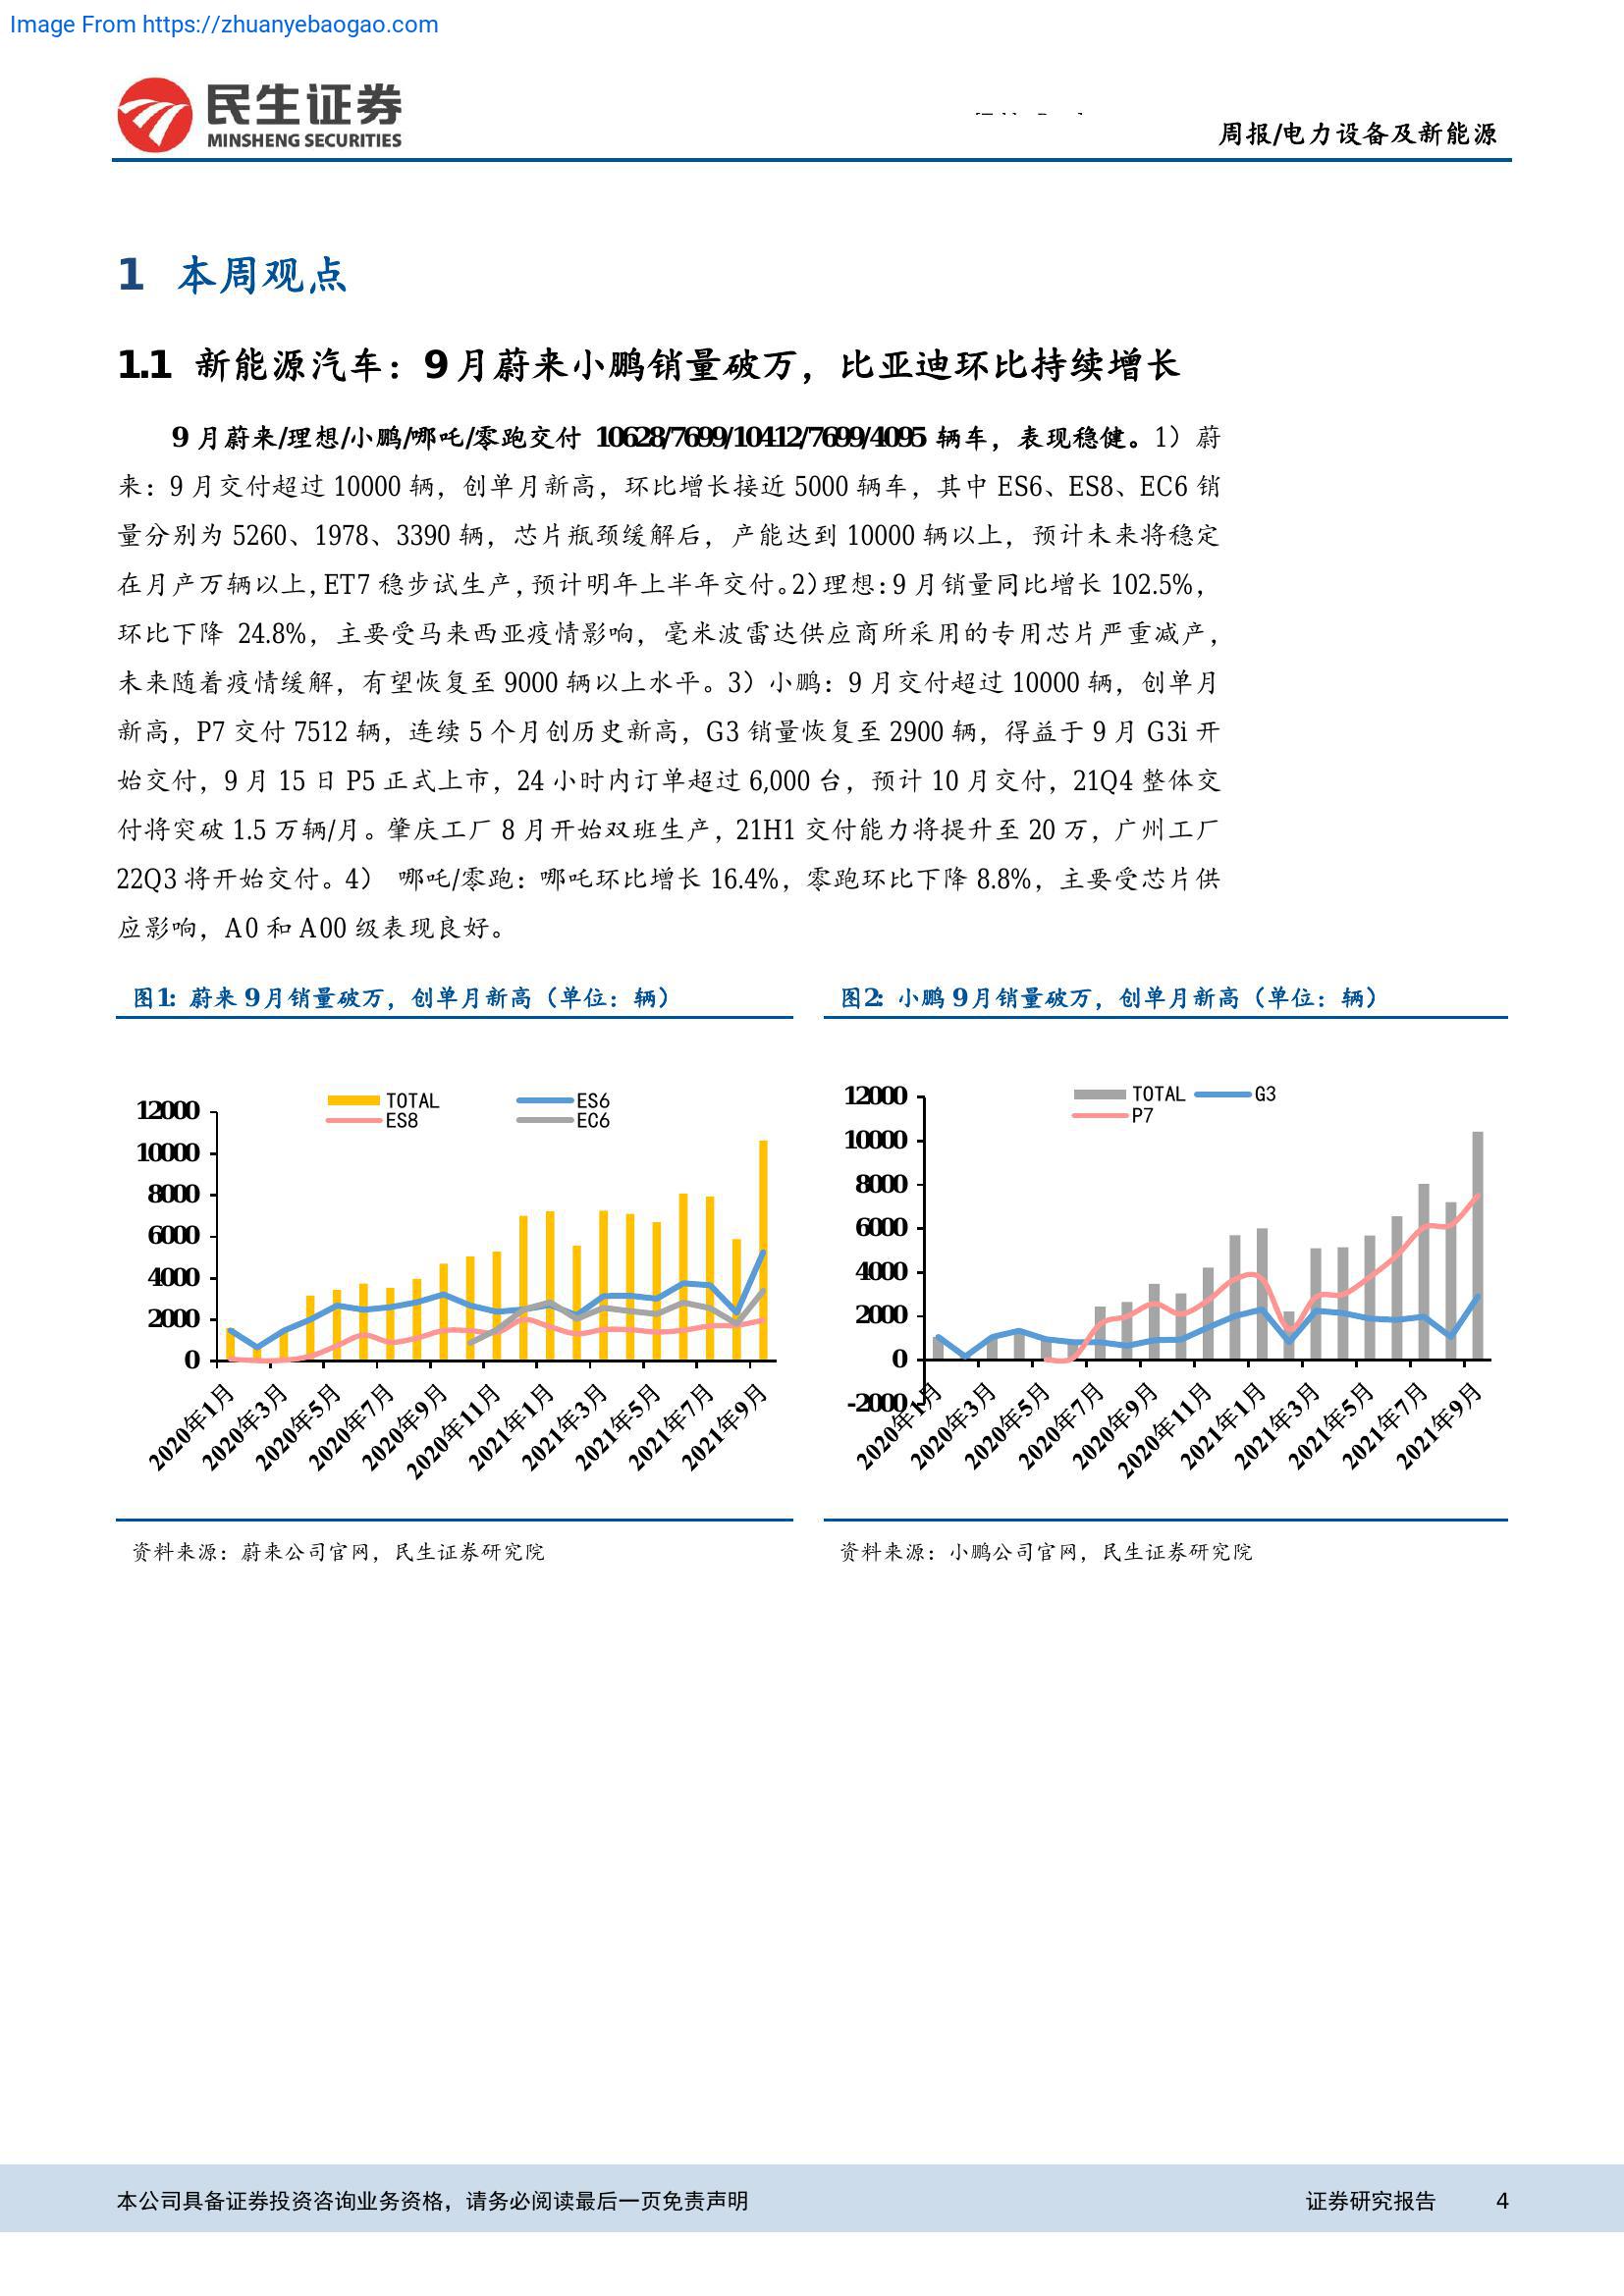 Image From https://zhuanyebaogao.com
民生证券
MINSHENG SECURITIES
周报/电力设备及新能源
1 本周观点
1.1 新能源汽车：9月蔚来小鹏销量破万，比亚迪环比持续增长
9 月蔚来/理想/小鹏/哪吒/零跑交付 10628/7699/10412/7699/4095 辆车，表现稳健。1）蔚
来：9 月交付超过 10000 辆，创单月新高，环比增长接近 5000 辆车，其中 ES6、ES8、EC6 销
量分别为 5260、1978、3390 辆，芯片瓶颈缓解后，产能达到 10000 辆以上，预计未来将稳定
在月产万辆以上，ET7 稳步试生产，预计明年上半年交付。2）理想：9 月销量同比增长 102.5%，
环比下降 24.8%，主要受马来西亚疫情影响，毫米波雷达供应商所采用的专用芯片严重减产，
未来随着疫情缓解，有望恢复至 9000 辆以上水平。3）小鹏：9 月交付超过 10000 辆，创单月
新高，P7 交付 7512 辆，连续 5 个月创历史新高，G3 销量恢复至 2900 辆，得益于 9 月 G3i 开
始交付，9 月 15 日 P5 正式上市，24 小时内订单超过 6,000 台，预计 10 月交付，21Q4 整体交
付将突破 1.5 万辆/月。肇庆工厂 8 月开始双班生产，21H1 交付能力将提升至 20 万，广州工厂
22Q3 将开始交付。4） 哪吒/零跑：哪吒环比增长 16.4%，零跑环比下降 8.8%，主要受芯片供
应影响，A0 和 A00 级表现良好。
图1：蔚来 9月销量破万，创单月新高（单位：辆）
TOTAL ES6
ES8 EC6
12000
10000
8000
6000
4000
2000
0
2020年1月 2020年3月 2020年5月 2020年7月 2020年9月 2020年11月 2021年1月 2021年3月 2021年5月 2021年7月 2021年9月
资料来源：蔚来公司官网，民生证券研究院
图2：小鹏 9月销量破万，创单月新高（单位：辆）
TOTAL G3
P7
12000
10000
8000
6000
4000
2000
0
-2000
2020年1月 2020年3月 2020年5月 2020年7月 2020年9月 2020年11月 2021年1月 2021年3月 2021年5月 2021年7月 2021年9月
资料来源：小鹏公司官网，民生证券研究院
本公司具备证券投资咨询业务资格，请务必阅读最后一页免责声明 证券研究报告 4